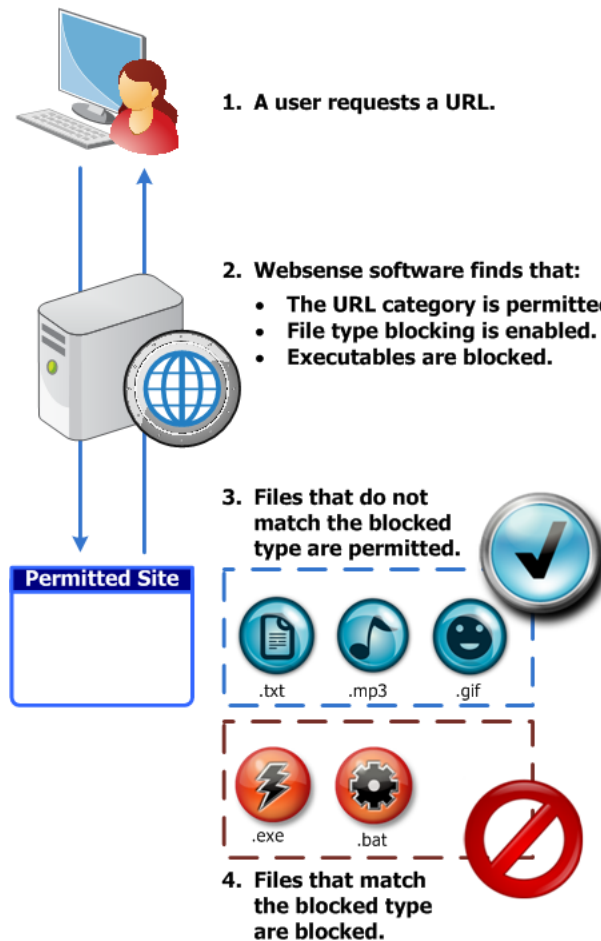 1. A user requests a URL.
2. Websense software finds that:
• The URL category is permitte
• File type blocking is enabled.
• Executables are blocked.
3. Files that do not
match the blocked
type are permitted.
Permitted Site
.txt .mp3 .gif
.exe .bat
4. Files that match
the blocked type
are blocked.